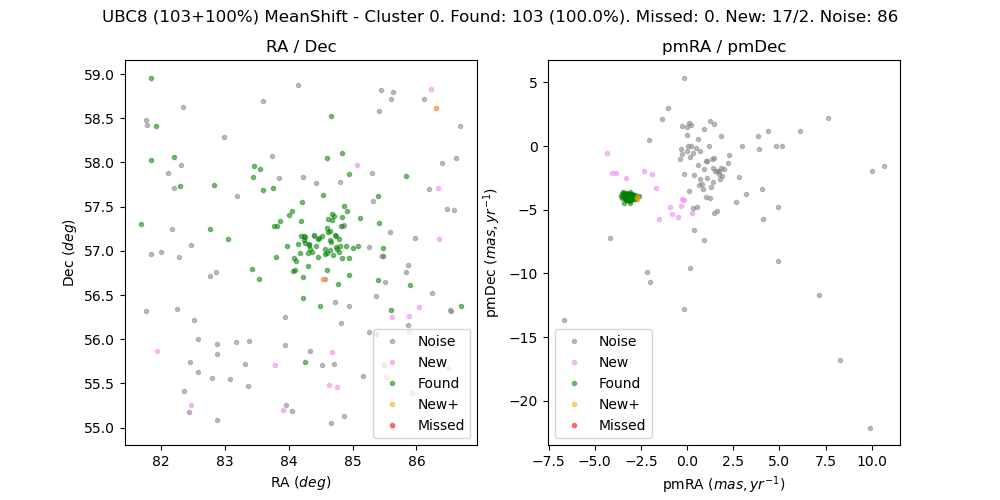 UBC8 (103+100%) MeanShift - Cluster 0. Found: 103 (100.0%). Missed: 0. New: 17/2. Noise: 86
RA / Dec
59.0
58.5
58.0
57.5
57.0
56.5
56.0
55.5
55.0
Dec (deg)
82
83
84
85
86
RA (deg)
Noise
New
Found
New+
Missed
pmRA / pmDec
5
0
−5
−10
−15
−20
pmDec (mas, yr⁻¹)
−7.5
−5.0
−2.5
0.0
2.5
5.0
7.5
10.0
pmRA (mas, yr⁻¹)
Noise
New
Found
New+
Missed